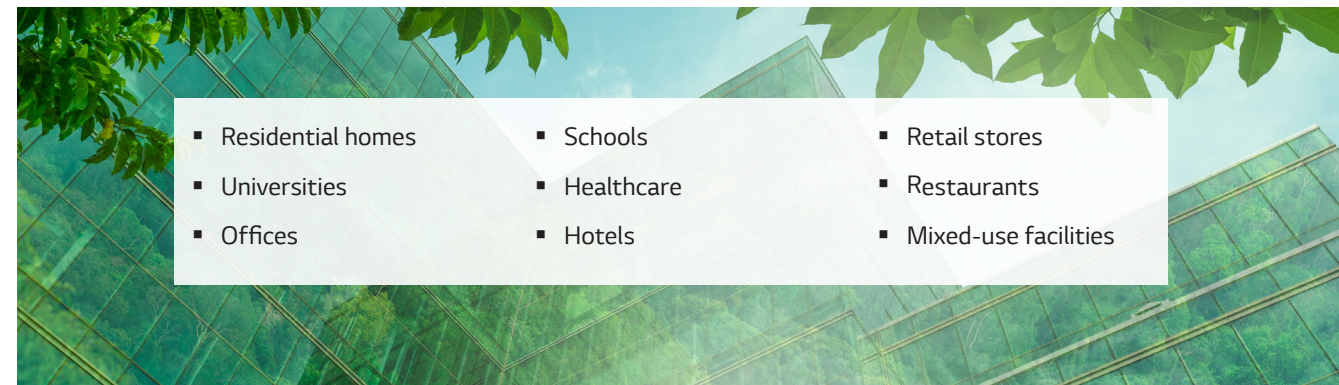 ▪ Residential homes
▪ Universities
▪ Offices
▪ Schools
▪ Healthcare
▪ Hotels
▪ Retail stores
▪ Restaurants
▪ Mixed-use facilities